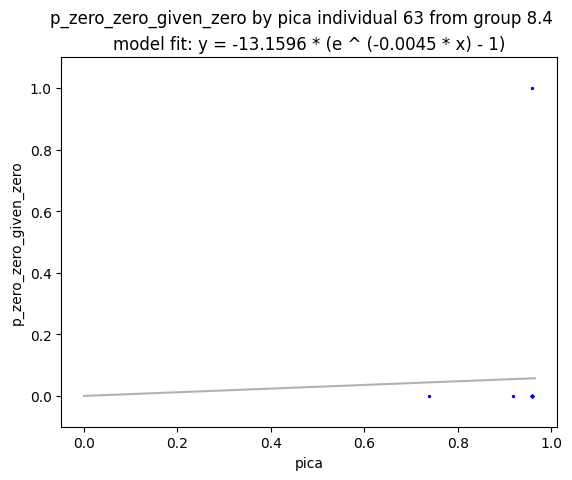 p_zero_zero_given_zero by pica individual 63 from group 8.4
model fit: y = -13.1596 * (e ^ (-0.0045 * x) - 1)
1.0
0.8
0.6
0.4
0.2
0.0
p_zero_zero_given_zero
0.0 0.2 0.4 0.6 0.8 1.0
pica